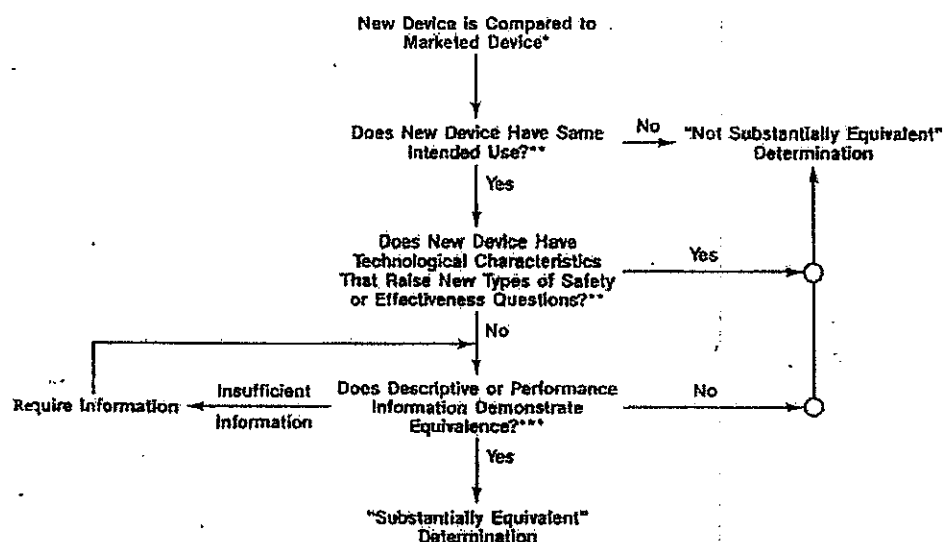 New Device is Compared to
Marketed Device*
Does New Device Have Same
Intended Use?**
No
"Not Substantially Equivalent"
Determination
Yes
Does New Device Have
Technological Characteristics
That Raise New Types of Safety
or Effectiveness Questions?**
Yes
No
Require Information
Insufficient
Information
Does Descriptive or Performance
Information Demonstrate
Equivalence?***
No
Yes
"Substantially Equivalent"
Determination